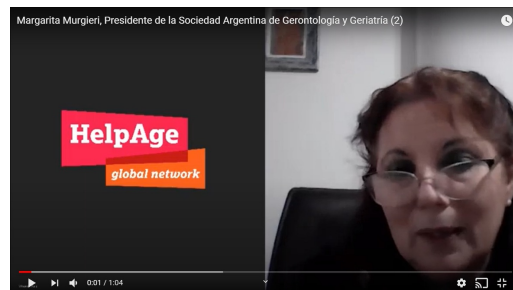 Margarita Murgieri, Presidente de la Sociedad Argentina de Gerontología y Geriatría (2)
HelpAge
global network
0:01 / 1:04